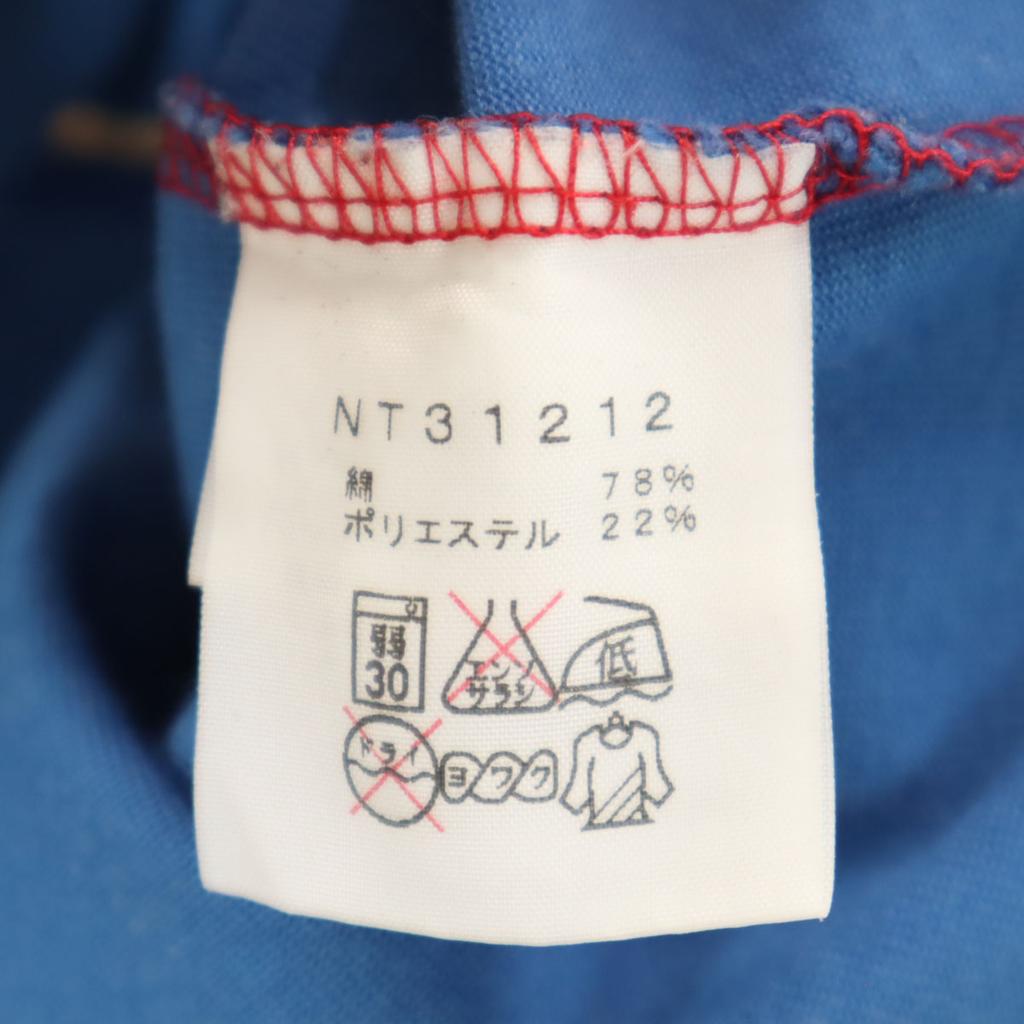 NT31212
綿 78%
ポリエステル 22%
弱
30
エンソ
サラシ
低
ドライ
ヨワク